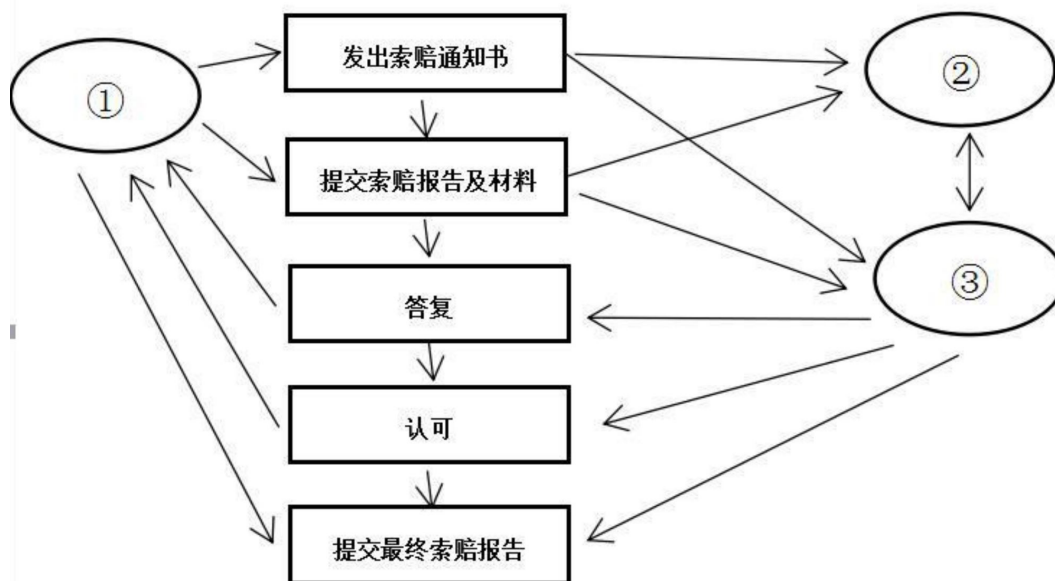 ①
发出索赔通知书
②
提交索赔报告及材料
③
答复
认可
提交最终索赔报告